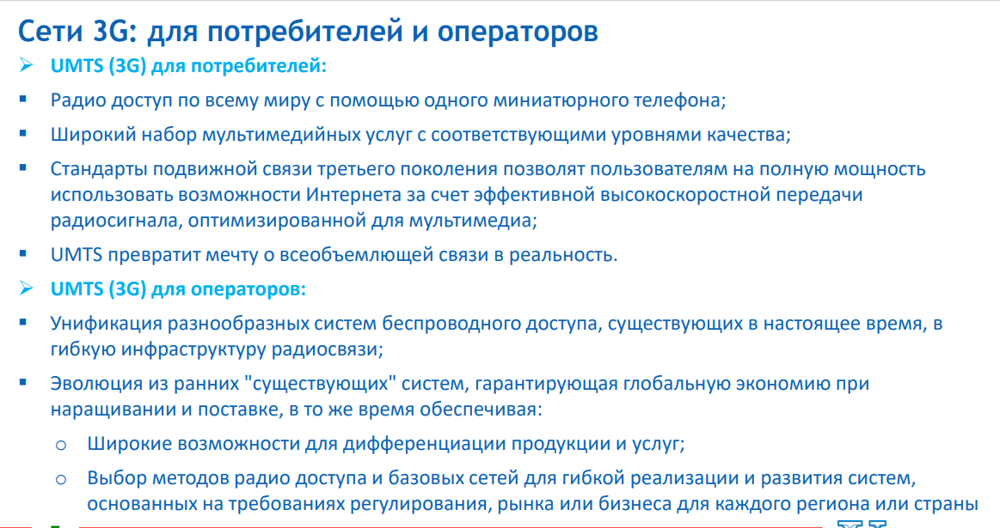 Сети 3G: для потребителей и операторов
UMTS (3G) для потребителей:
Радио доступ по всему миру с помощью одного миниатюрного телефона;
Широкий набор мультимедийных услуг с соответствующими уровнями качества;
Стандарты подвижной связи третьего поколения позволят пользователям на полную мощность
использовать возможности Интернета за счет эффективной высокоскоростной передачи
радиосигнала, оптимизированной для мультимедиа;
UMTS превратит мечту о всеобъемлющей связи в реальность.
UMTS (3G) для операторов:
Унификация разнообразных систем беспроводного доступа, существующих в настоящее время, в
гибкую инфраструктуру радиосвязи;
Эволюция из ранних "существующих" систем, гарантирующая глобальную экономию при
наращивании и поставке, в то же время обеспечивая:
Широкие возможности для дифференциации продукции и услуг;
Выбор методов радио доступа и базовых сетей для гибкой реализации и развития систем,
основанных на требованиях регулирования, рынка или бизнеса для каждого региона или страны